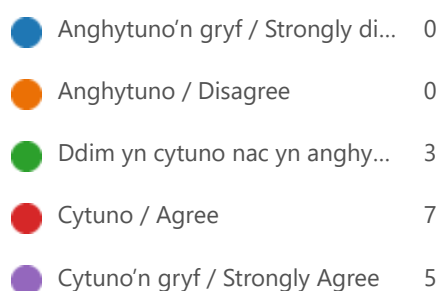 Anghytuno’n gryf / Strongly di... 0
Anghytuno / Disagree 0
Ddim yn cytuno nac yn anghy... 3
Cytuno / Agree 7
Cytuno’n gryf / Strongly Agree 5